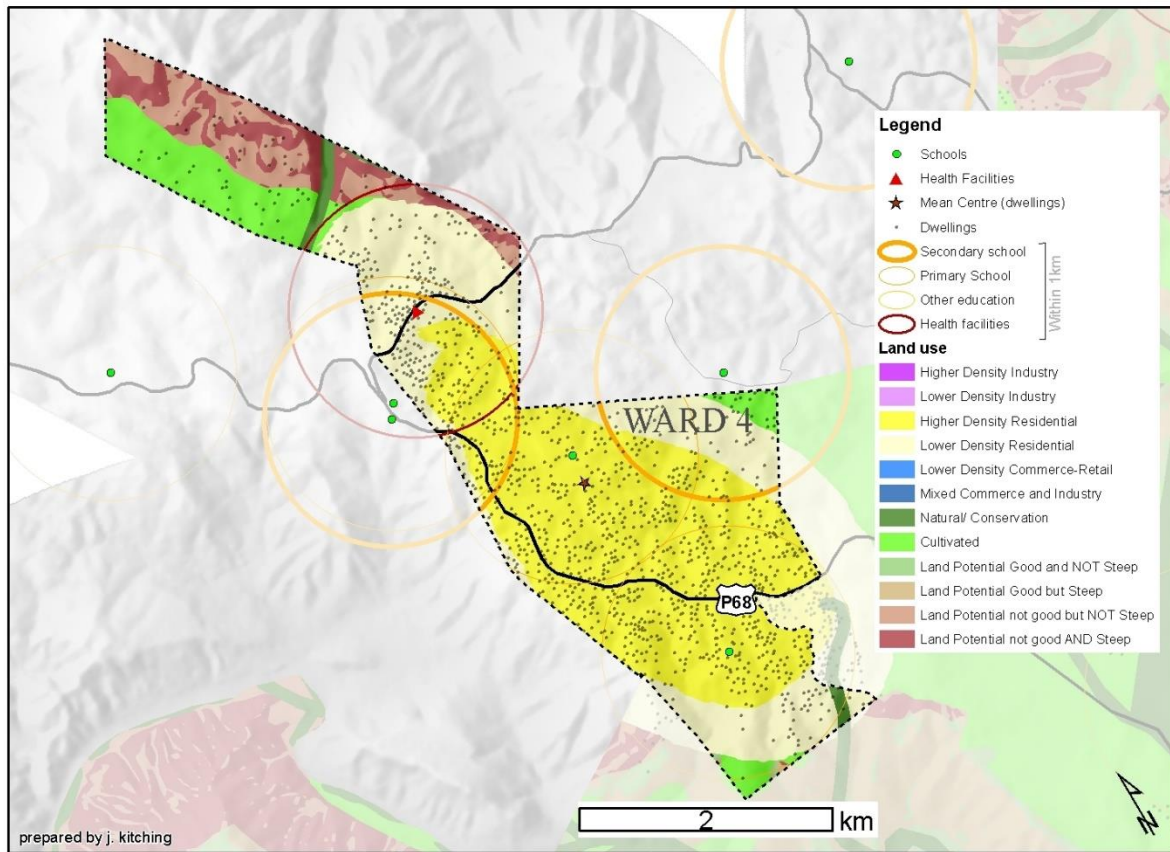 Legend
Schools
Health Facilities
Mean Centre (dwellings)
Dwellings
Secondary school
Primary School
Other education
Health facilities
Within 1km
Land use
Higher Density Industry
Lower Density Industry
Higher Density Residential
Lower Density Residential
Lower Density Commerce-Retail
Mixed Commerce and Industry
Natural/ Conservation
Cultivated
Land Potential Good and NOT Steep
Land Potential Good but Steep
Land Potential not good but NOT Steep
Land Potential not good AND Steep
WARD 4
P68
2 km
N
prepared by j. kitching